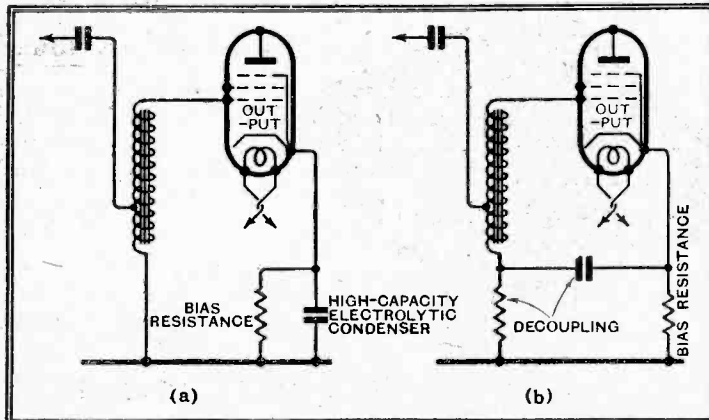 OUT
-PUT
BIAS
RESISTANCE
HIGH-CAPACITY
ELECTROLYTIC
CONDENSER
(a)
OUT
-PUT
DECOUPLING
BIAS RESISTANCE
(b)